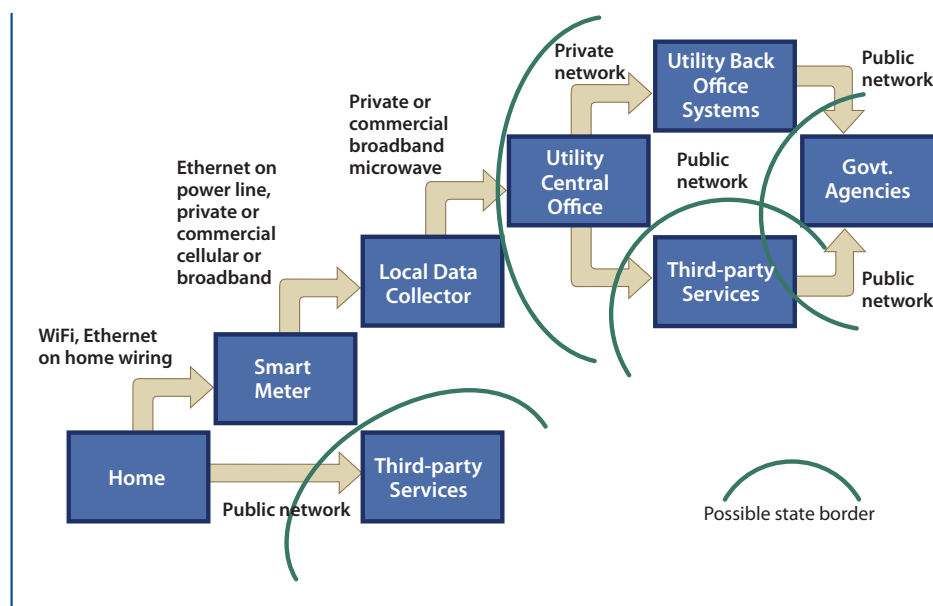 Private
network
Utility Back
Office
Systems
Public
network
Private or
commercial
broadband
microwave
Utility
Central
Office
Public
network
Govt.
Agencies
Ethernet on
power line,
private or
commercial
cellular or
broadband
Local Data
Collector
Third-party
Services
Public
network
WiFi, Ethernet
on home wiring
Smart
Meter
Home
Third-party
Services
Public network
Possible state border